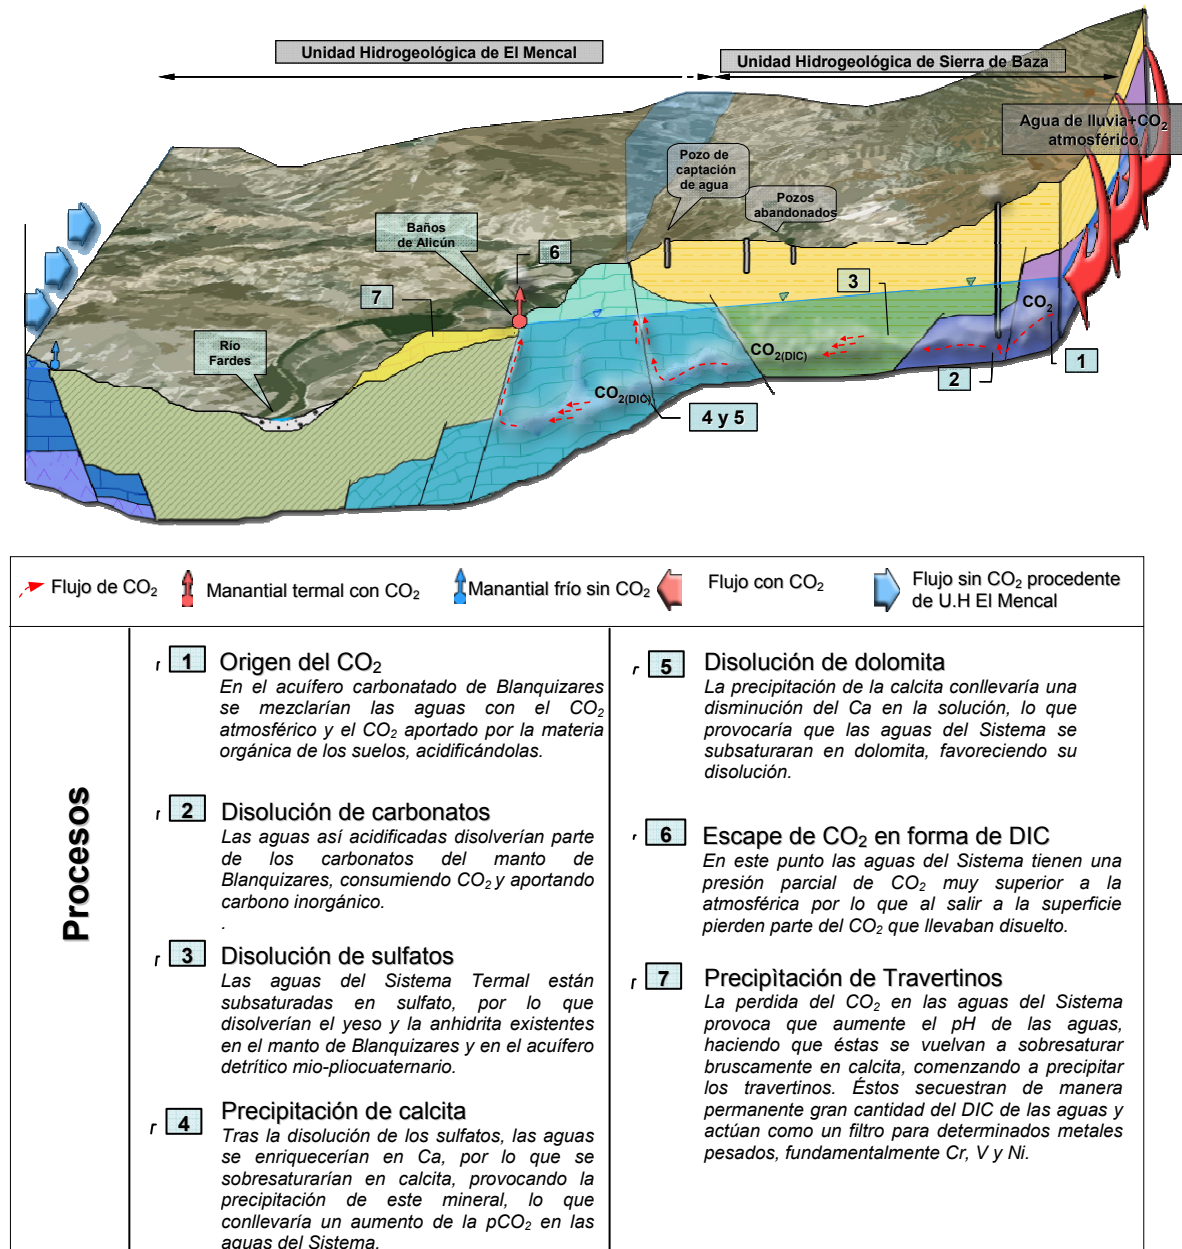 Unidad Hidrogeológica de El Mencal
Unidad Hidrogeológica de Sierra de Baza
Agua de lluvia+CO2
atmosférico
Pozo de
captación
de agua
Pozos
abandonados
Baños
de Alicún
6
7
3
Río
Fardes
CO2
CO2(DIC)
CO2(DIC)
1
2
4 y 5
Flujo de CO2
Manantial termal con CO2
Manantial frío sin CO2
Flujo con CO2
Flujo sin CO2 procedente
de U.H El Mencal
Procesos
1 Origen del CO2
En el acuífero carbonatado de Blanquizares
se mezclarían las aguas con el CO2
atmosférico y el CO2 aportado por la materia
orgánica de los suelos, acidificándolas.
2 Disolución de carbonatos
Las aguas así acidificadas disolverían parte
de los carbonatos del manto de
Blanquizares, consumiendo CO2 y aportando
carbono inorgánico.
.
3 Disolución de sulfatos
Las aguas del Sistema Termal están
subsaturadas en sulfato, por lo que
disolverían el yeso y la anhidrita existentes
en el manto de Blanquizares y en el acuífero
detrítico mio-pliocuaternario.
4 Precipitación de calcita
Tras la disolución de los sulfatos, las aguas
se enriquecerían en Ca, por lo que se
sobresaturarían en calcita, provocando la
precipitación de este mineral, lo que
conllevaría un aumento de la pCO2 en las
aguas del Sistema.
5 Disolución de dolomita
La precipitación de la calcita conllevaría una
disminución del Ca en la solución, lo que
provocaría que las aguas del Sistema se
subsaturaran en dolomita, favoreciendo su
disolución.
6 Escape de CO2 en forma de DIC
En este punto las aguas del Sistema tienen una
presión parcial de CO2 muy superior a la
atmosférica por lo que al salir a la superficie
pierden parte del CO2 que llevaban disuelto.
7 Precipìtación de Travertinos
La perdida del CO2 en las aguas del Sistema
provoca que aumente el pH de las aguas,
haciendo que éstas se vuelvan a sobresaturar
bruscamente en calcita, comenzando a precipitar
los travertinos. Éstos secuestran de manera
permanente gran cantidad del DIC de las aguas y
actúan como un filtro para determinados metales
pesados, fundamentalmente Cr, V y Ni.